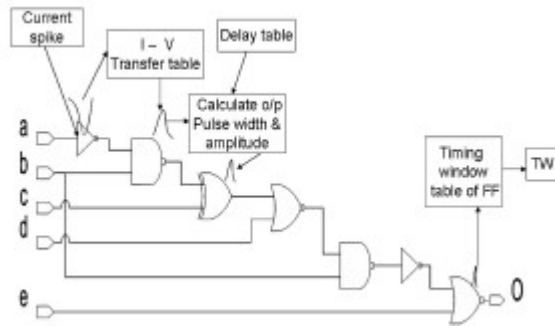 Current
spike
I – V
Transfer table
Delay table
Calculate o/p
Pulse width &
amplitude
a
b
c
d
e
Timing
window
table of FF
TW
O